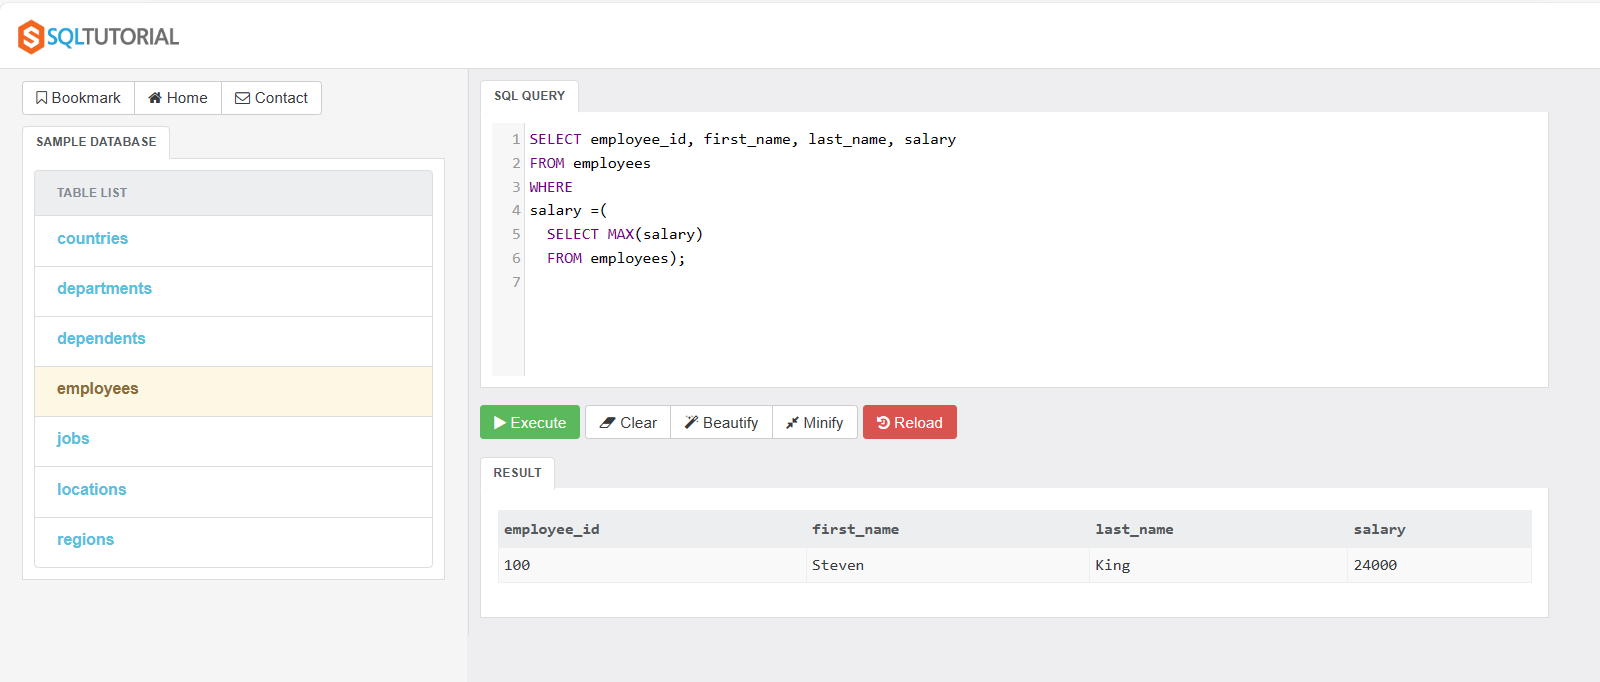 SQLTUTORIAL
Bookmark Home Contact
SAMPLE DATABASE
TABLE LIST
countries
departments
dependents
employees
jobs
locations
regions
SQL QUERY
1 SELECT employee_id, first_name, last_name, salary
2 FROM employees
3 WHERE
4 salary =(
5 SELECT MAX(salary)
6 FROM employees);
7
Execute Clear Beautify Minify Reload
RESULT
employee_id first_name last_name salary
100 Steven King 24000